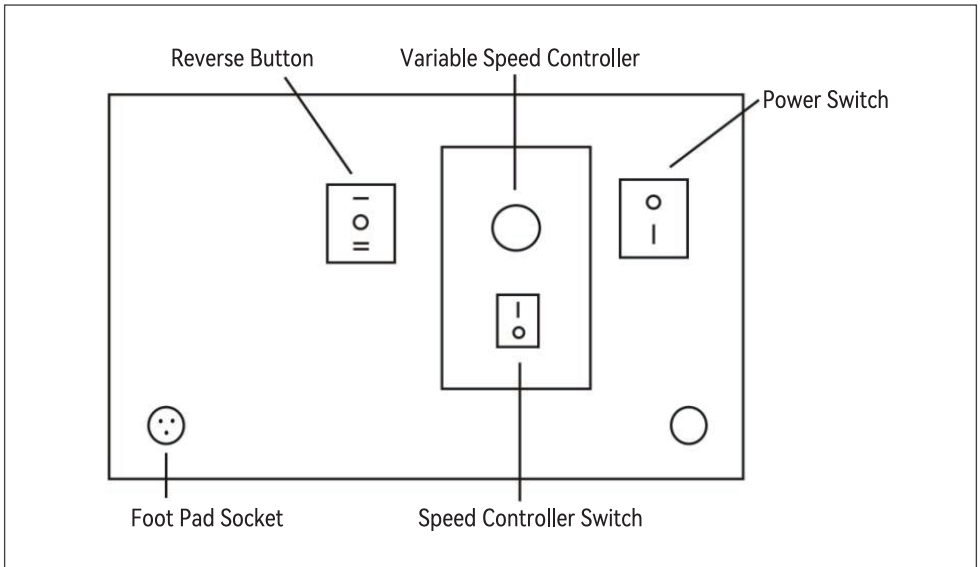 Reverse Button
Variable Speed Controller
Power Switch
Foot Pad Socket
Speed Controller Switch